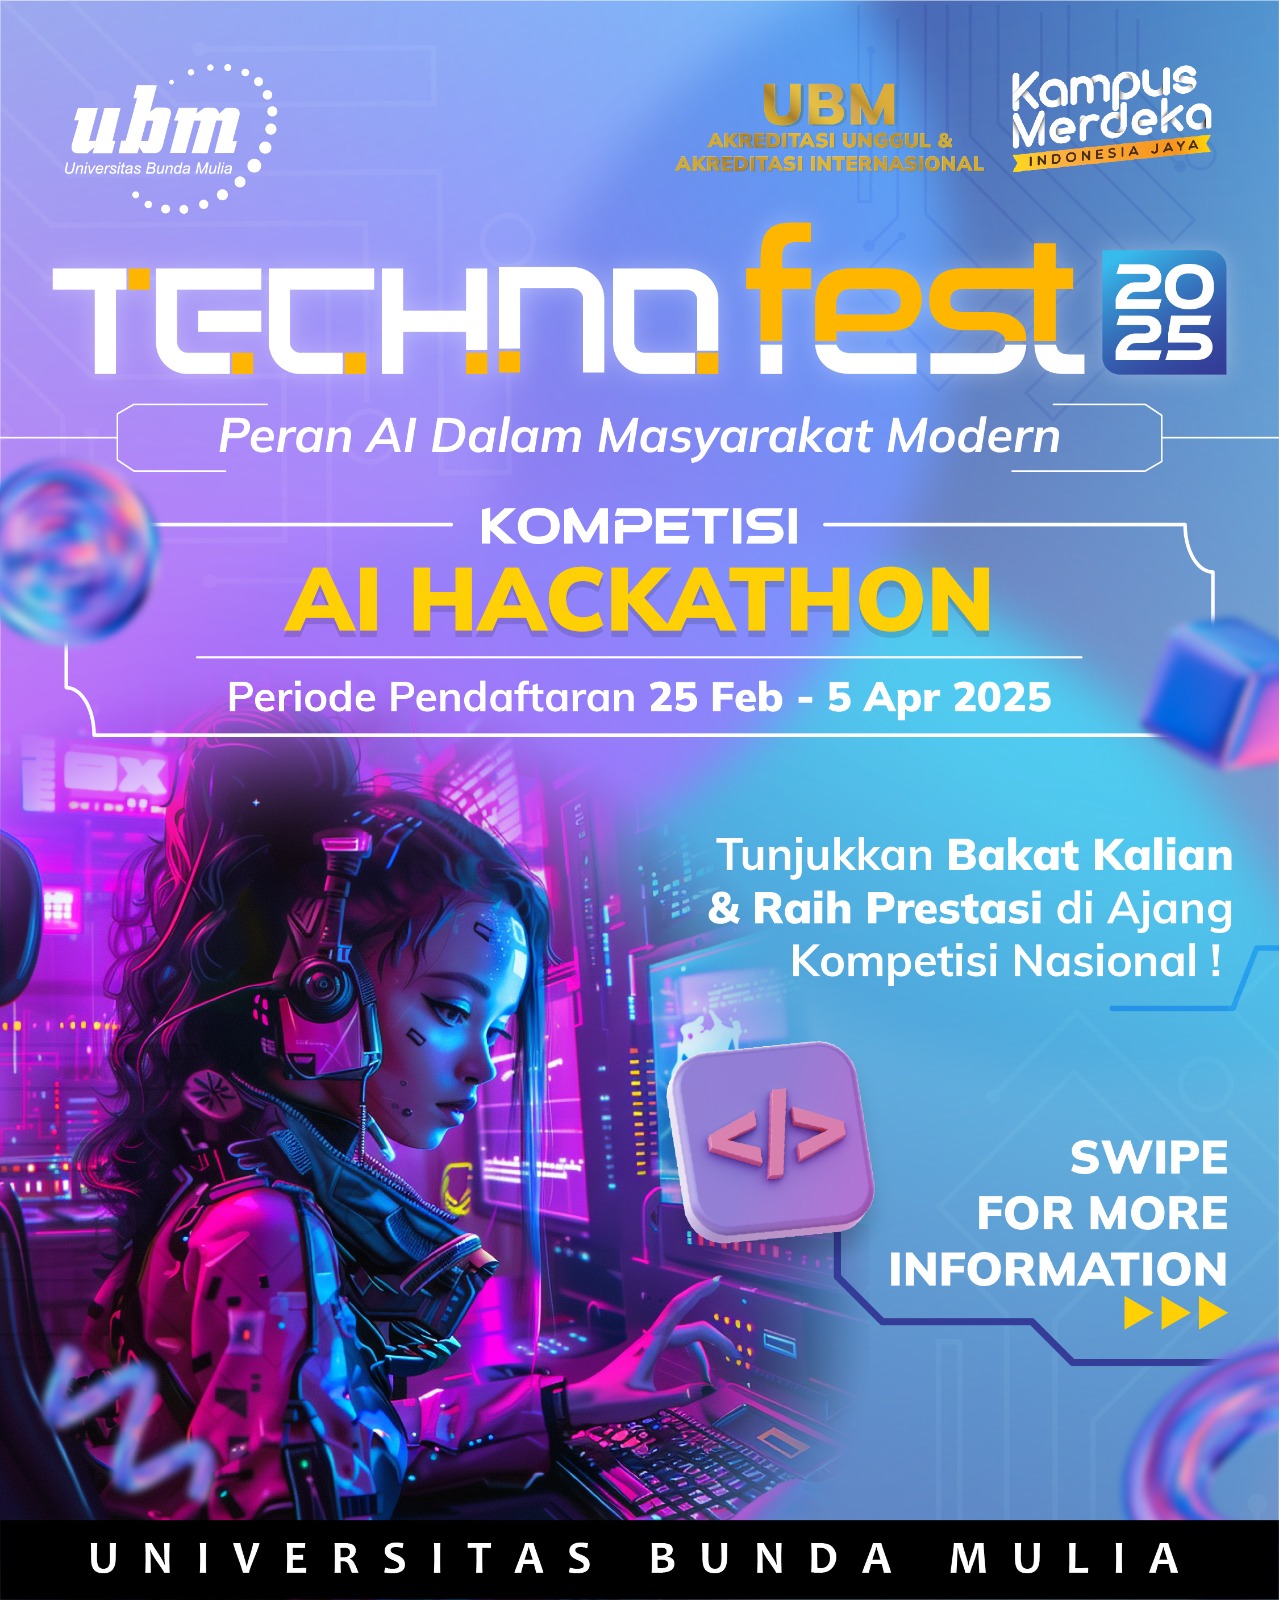 ubm
Universitas Bunda Mulia
UBM
AKREDITASI UNGGUL &
AKREDITASI INTERNASIONAL
Kampus
Merdeka
INDONESIA JAYA
TECHNO fest 20
25
Peran AI Dalam Masyarakat Modern
KOMPETISI
AI HACKATHON
Periode Pendaftaran 25 Feb - 5 Apr 2025
Tunjukkan Bakat Kalian
& Raih Prestasi di Ajang
Kompetisi Nasional !
</>
SWIPE
FOR MORE
INFORMATION
UNIVERSITAS BUNDA MULIA